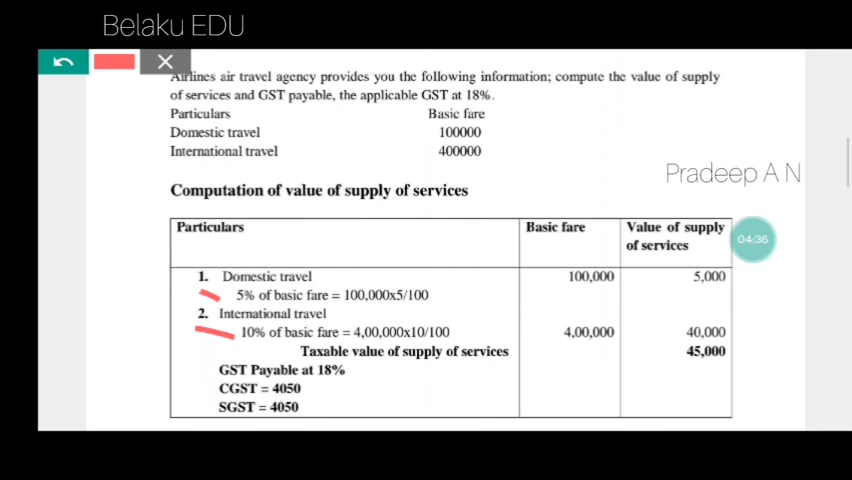 Belaku EDU
Airlines air travel agency provides you the following information; compute the value of supply
of services and GST payable, the applicable GST at 18%.
Particulars Basic fare
Domestic travel 100000
International travel 400000
Pradeep A N
Computation of value of supply of services
Particulars Basic fare Value of supply
of services
04:36
1. Domestic travel 100,000 5,000
5% of basic fare = 100,000x5/100
2. International travel
10% of basic fare = 4,00,000x10/100 4,00,000 40,000
Taxable value of supply of services 45,000
GST Payable at 18%
CGST = 4050
SGST = 4050